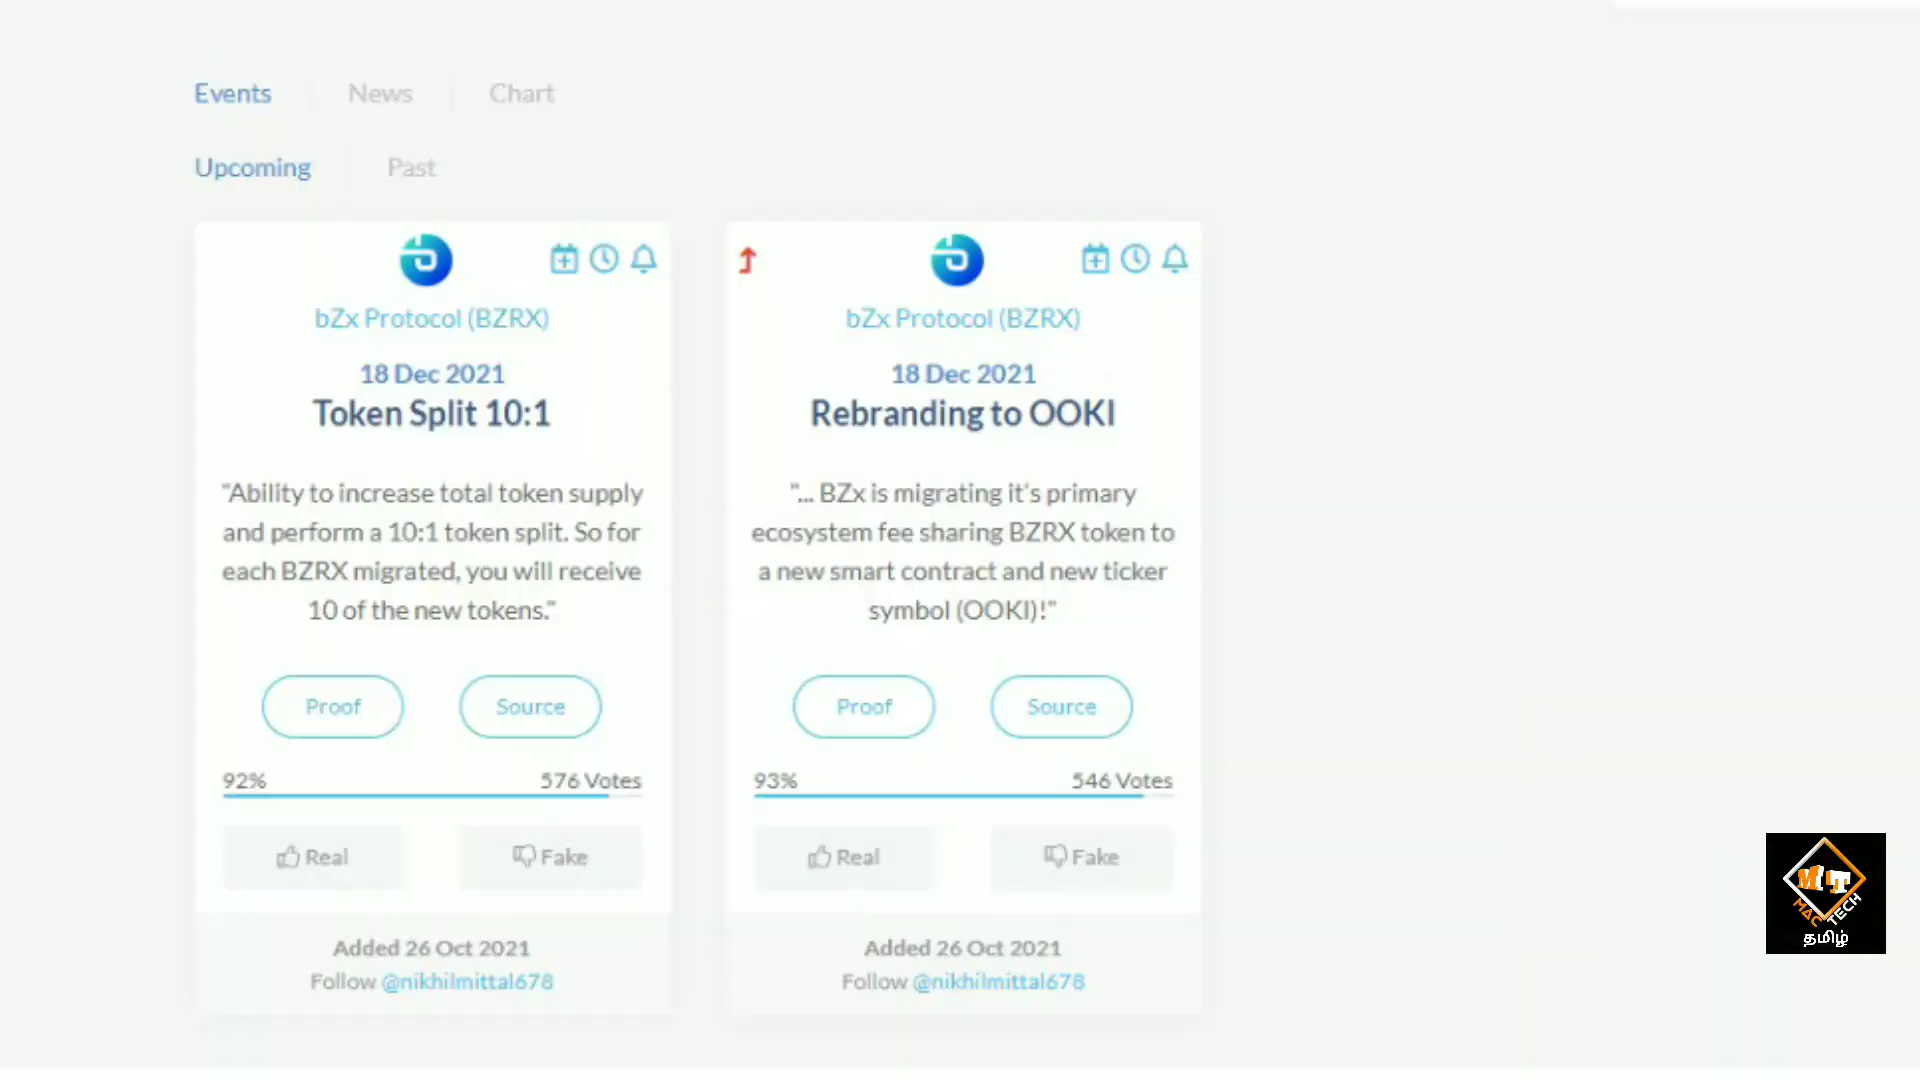 Events
News
Chart
Upcoming
Past
bZx Protocol (BZRX)
18 Dec 2021
Token Split 10:1
"Ability to increase total token supply
and perform a 10:1 token split. So for
each BZRX migrated, you will receive
10 of the new tokens."
Proof
Source
92%
576 Votes
Real
Fake
Added 26 Oct 2021
Follow @nikhilmittal678
bZx Protocol (BZRX)
18 Dec 2021
Rebranding to OOKI
"... BZx is migrating it's primary
ecosystem fee sharing BZRX token to
a new smart contract and new ticker
symbol (OOKI)!"
Proof
Source
93%
546 Votes
Real
Fake
Added 26 Oct 2021
Follow @nikhilmittal678
MT
MAC TECH
தமிழ்